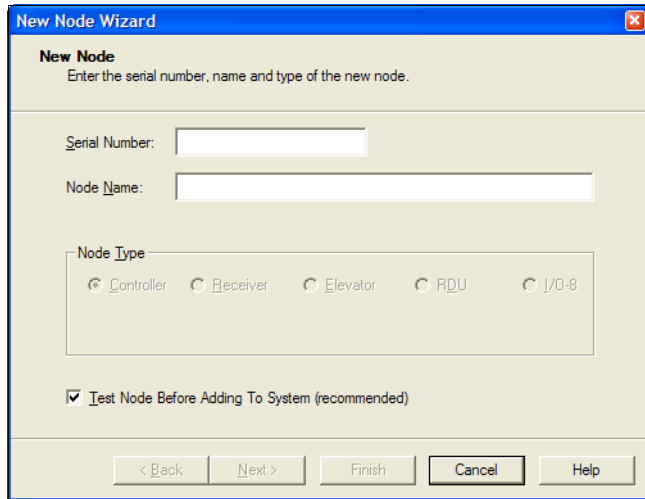 New Node Wizard
New Node
Enter the serial number, name and type of the new node.
Serial Number:
Node Name:
Node Type
Controller Receiver Elevator RDU I/O-8
Test Node Before Adding To System (recommended)
< Back Next > Finish Cancel Help